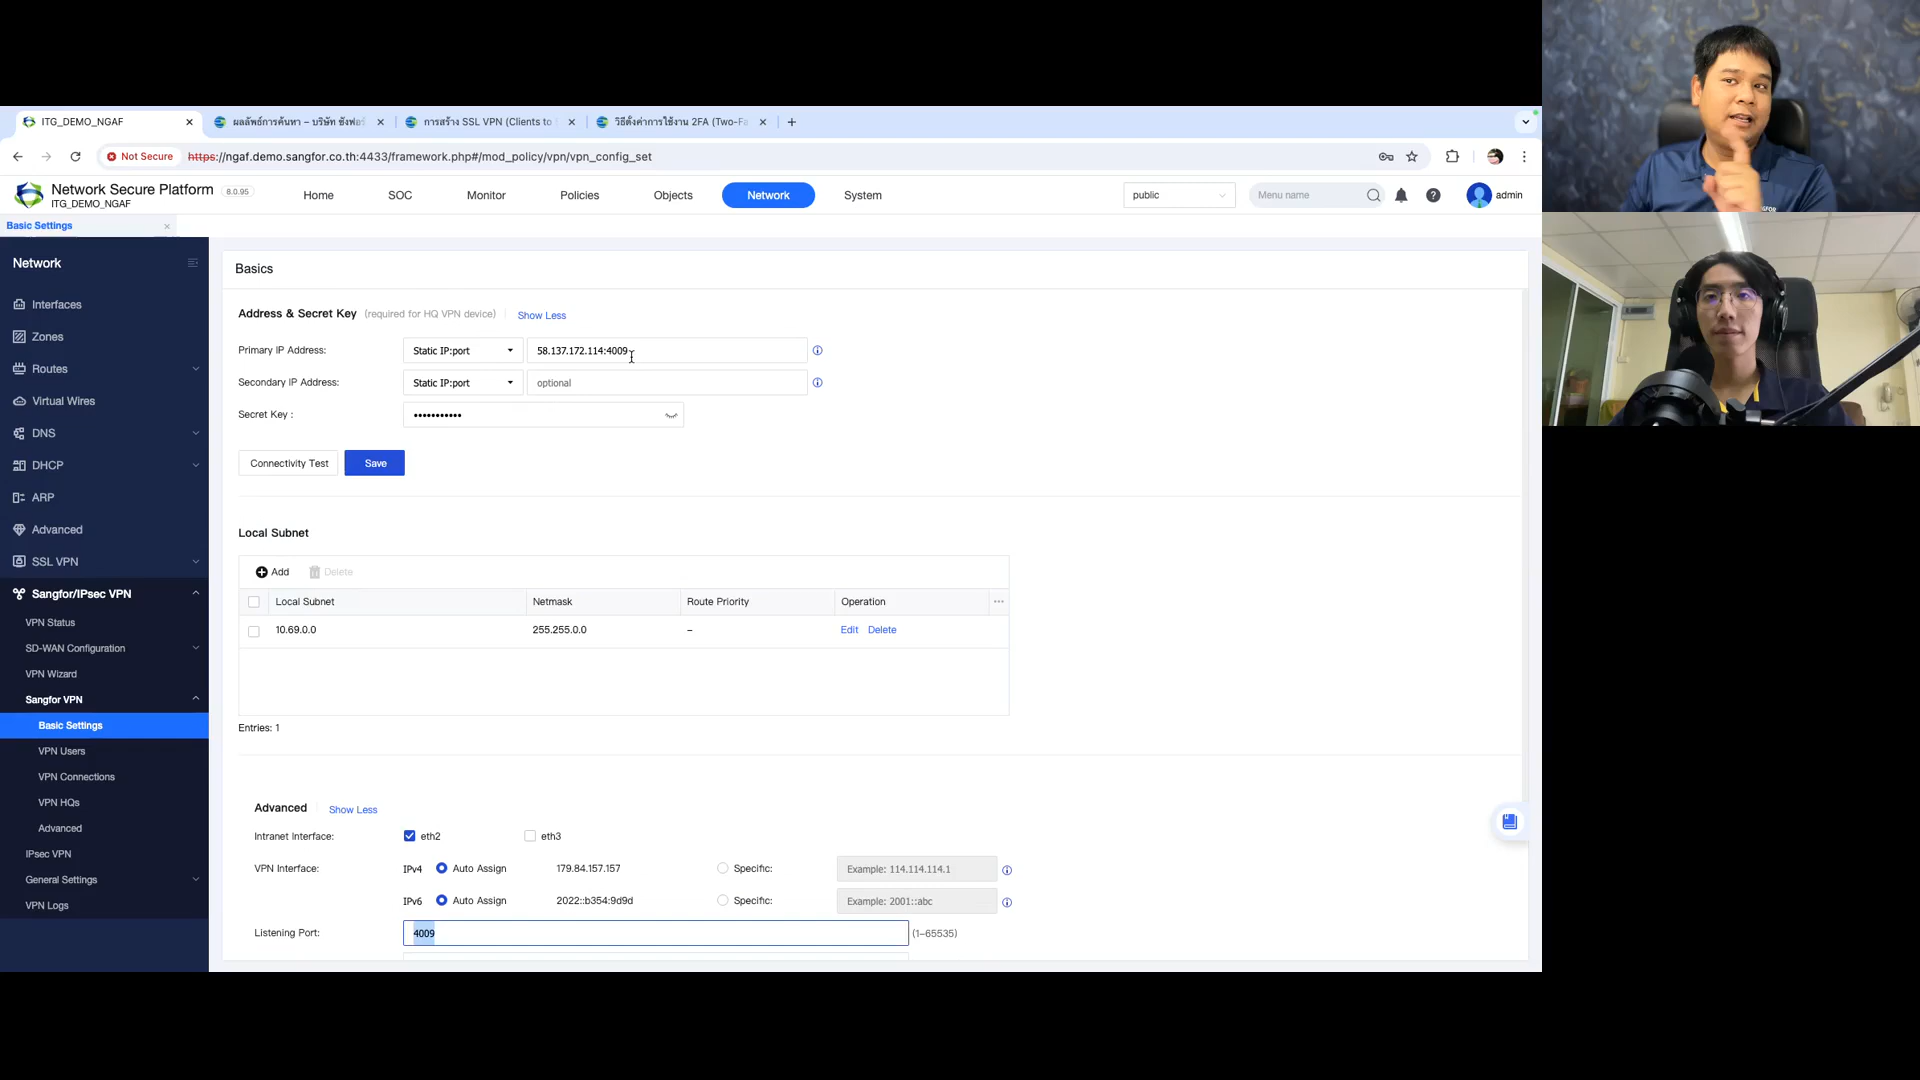 ITG_DEMO_NGAF
ผลลัพธ์การค้นหา – บริษัท ซังฟอร์
การสร้าง SSL VPN (Clients to
วิธีตั้งค่าการใช้งาน 2FA (Two-Fa
Not Secure
https://ngaf.demo.sangfor.co.th:4433/framework.php#/mod_policy/vpn/vpn_config_set
Network Secure Platform 8.0.95
ITG_DEMO_NGAF
Home SOC Monitor Policies Objects Network System
public
Menu name
admin
Basic Settings
Network
Interfaces
Zones
Routes
Virtual Wires
DNS
DHCP
ARP
Advanced
SSL VPN
Sangfor/IPsec VPN
VPN Status
SD-WAN Configuration
VPN Wizard
Sangfor VPN
Basic Settings
VPN Users
VPN Connections
VPN HQs
Advanced
IPsec VPN
General Settings
VPN Logs
Basics
Address & Secret Key (required for HQ VPN device) Show Less
Primary IP Address: Static IP:port 58.137.172.114:4009
Secondary IP Address: Static IP:port optional
Secret Key : •••••••••••
Connectivity Test Save
Local Subnet
Add Delete
Local Subnet Netmask Route Priority Operation
10.69.0.0 255.255.0.0 – Edit Delete
Entries: 1
Advanced Show Less
Intranet Interface: eth2 eth3
VPN Interface: IPv4 Auto Assign 179.84.157.157 Specific: Example: 114.114.114.1
IPv6 Auto Assign 2022::b354:9d9d Specific: Example: 2001::abc
Listening Port: 4009 (1–65535)